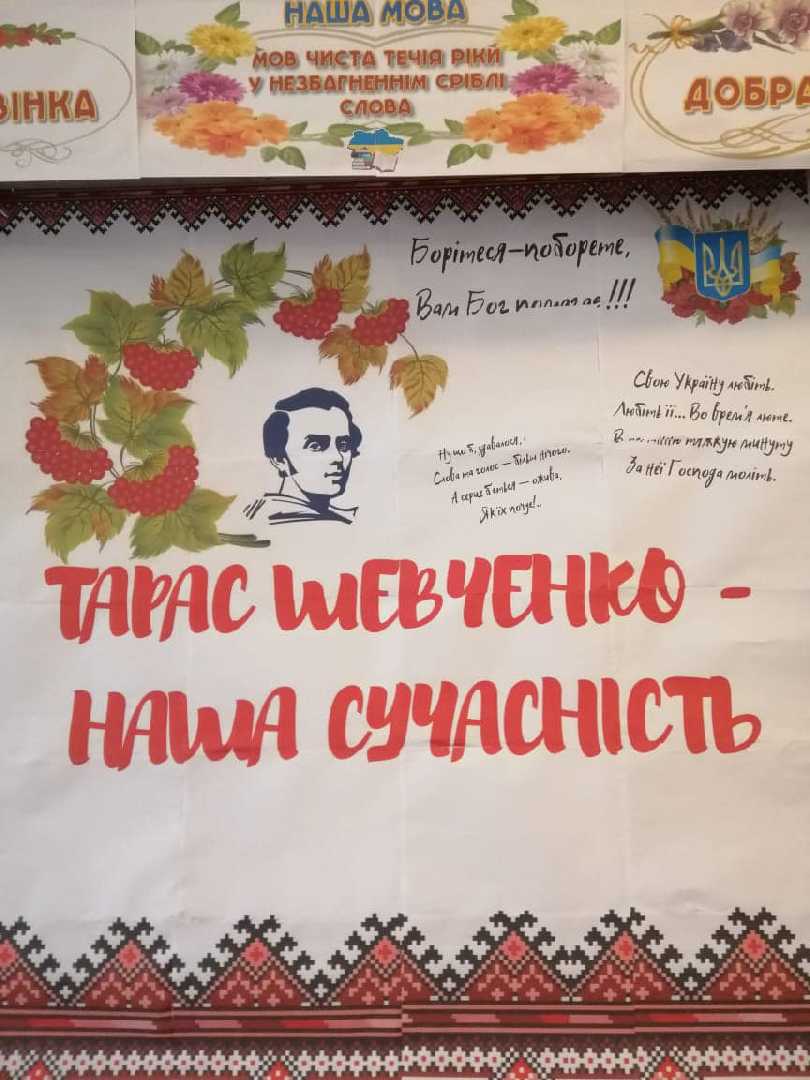 НАША МОВА
МОВ ЧИСТА ТЕЧІЯ РІКИ
У НЕЗБАГНЕННІМ СРІБЛІ
СЛОВА
ВІНКА
ДОБРА
Борітеся-поборете,
Вам Бог !!!
Свою Україну любіть.
Любіть її... Во врем'я люте.
В тяжкую минуту
За неї Господа моліть.
Ну що б, здавалося,
Слова та голос — більш нічого.
А серце б'ється — ожива,
Як їх почує!..
ТАРАС ШЕВЧЕНКО -
НАША СУЧАСНІСТЬ